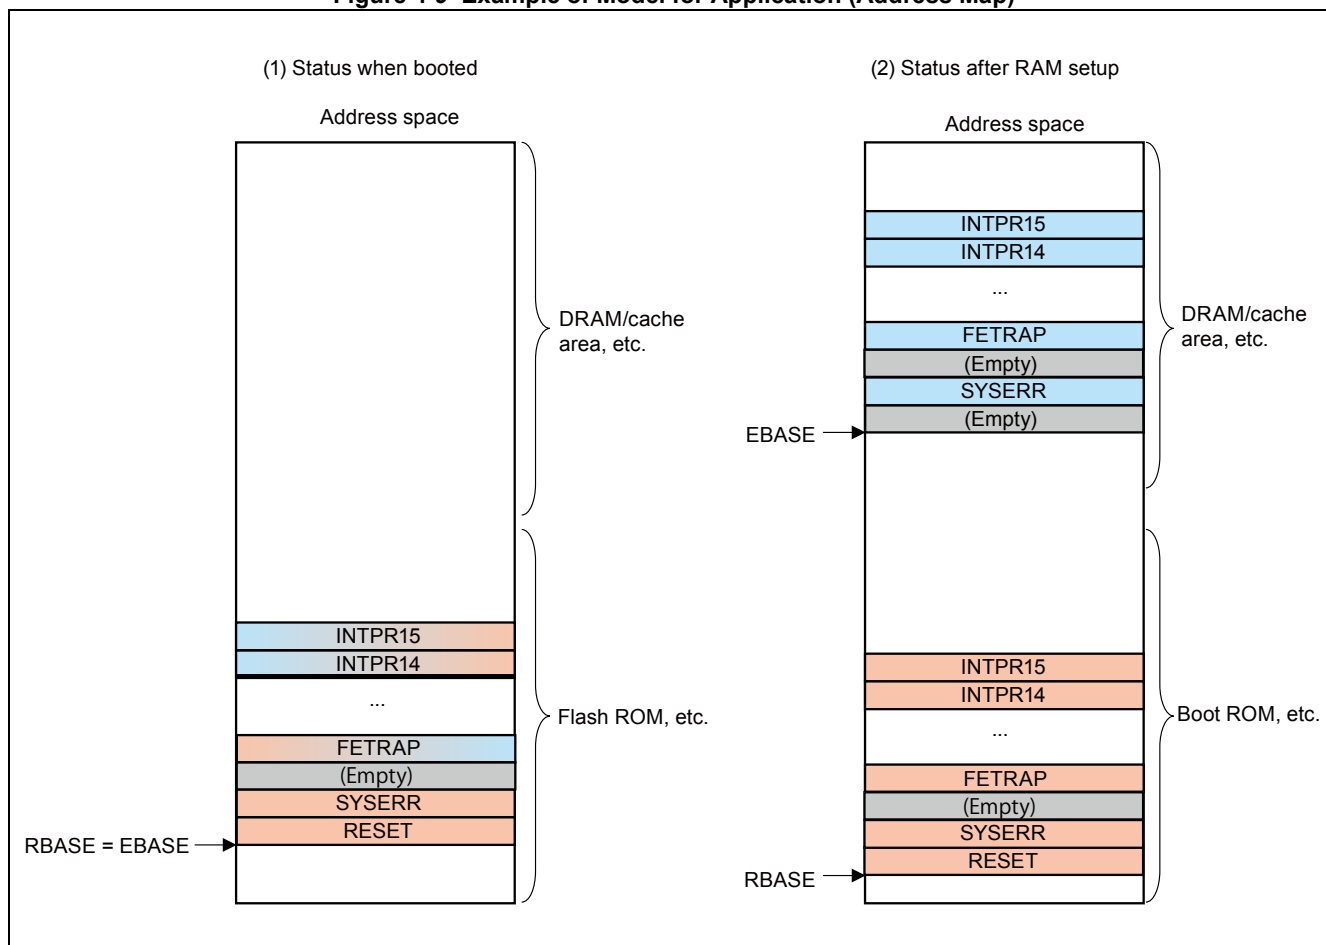 Figure 4-9 Example of Model for Application (Address Map)
(1) Status when booted
Address space
DRAM/cache
area, etc.
INTPR15
INTPR14
...
FETRAP
(Empty)
SYSERR
RESET
RBASE = EBASE
Flash ROM, etc.
(2) Status after RAM setup
Address space
INTPR15
INTPR14
...
FETRAP
(Empty)
SYSERR
(Empty)
EBASE
DRAM/cache
area, etc.
INTPR15
INTPR14
...
FETRAP
(Empty)
SYSERR
RESET
RBASE
Boot ROM, etc.